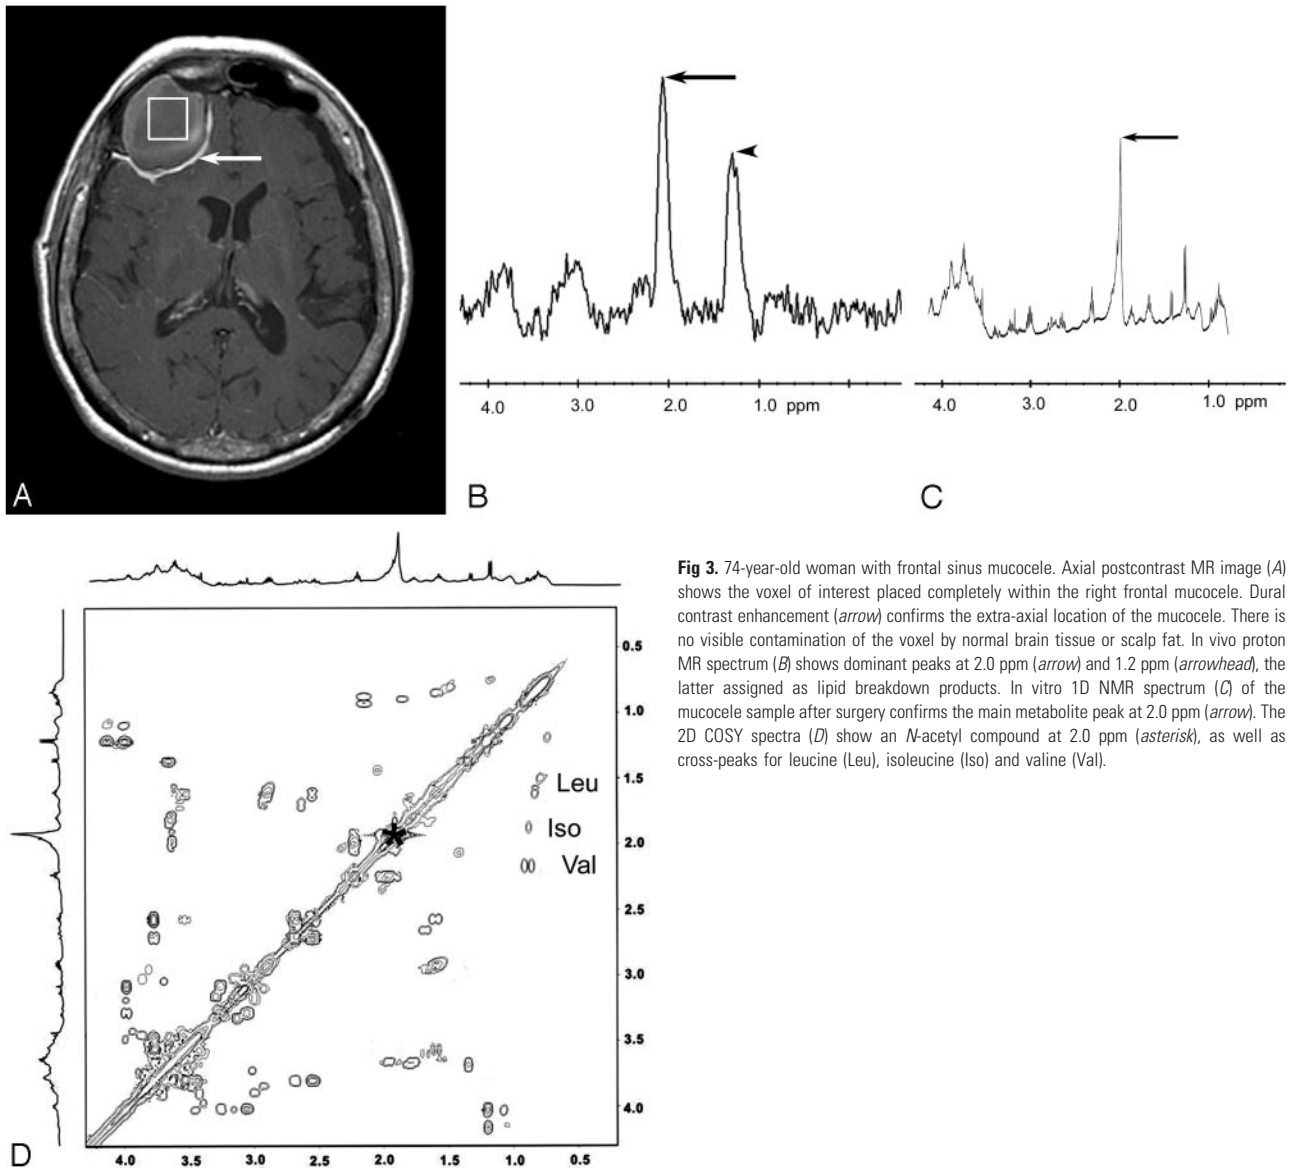 A
4.0 3.0 2.0 1.0 ppm
B
4.0 3.0 2.0 1.0 ppm
C
Fig 3. 74-year-old woman with frontal sinus mucocele. Axial postcontrast MR image (A)
shows the voxel of interest placed completely within the right frontal mucocele. Dural
contrast enhancement (arrow) confirms the extra-axial location of the mucocele. There is
no visible contamination of the voxel by normal brain tissue or scalp fat. In vivo proton
MR spectrum (B) shows dominant peaks at 2.0 ppm (arrow) and 1.2 ppm (arrowhead), the
latter assigned as lipid breakdown products. In vitro 1D NMR spectrum (C) of the
mucocele sample after surgery confirms the main metabolite peak at 2.0 ppm (arrow). The
2D COSY spectra (D) show an N-acetyl compound at 2.0 ppm (asterisk), as well as
cross-peaks for leucine (Leu), isoleucine (Iso) and valine (Val).
0.5
1.0
1.5
Leu
Iso
2.0
Val
2.5
3.0
3.5
4.0
D
4.0 3.5 3.0 2.5 2.0 1.5 1.0 0.5